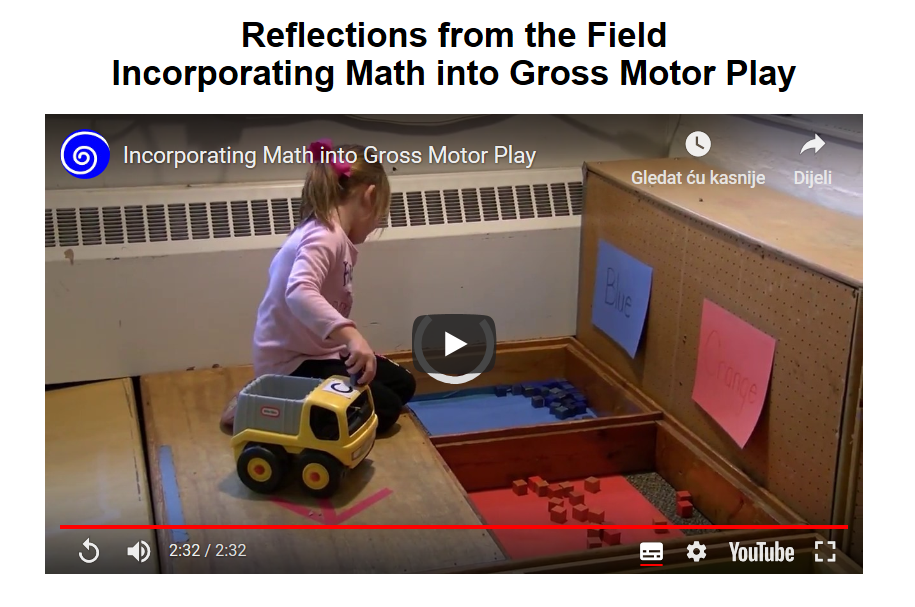 Reflections from the Field
Incorporating Math into Gross Motor Play
Incorporating Math into Gross Motor Play
Gledat ću kasnije
Dijeli
Blue
Orange
2:32 / 2:32
YouTube